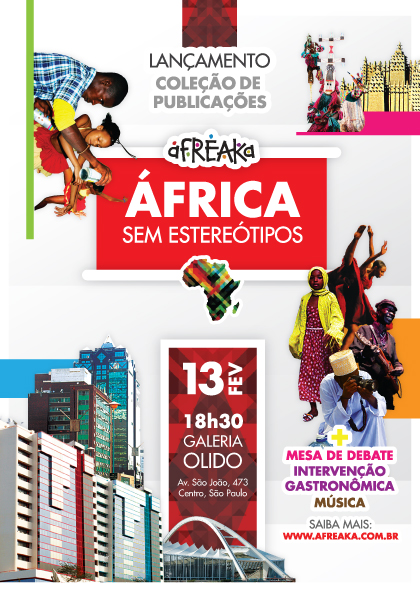 LANÇAMENTO
COLEÇÃO DE
PUBLICAÇÕES
áfREAKa
ÁFRICA
SEM ESTEREÓTIPOS
13 FEV
18h30
GALERIA
OLIDO
Av. São João, 473
Centro, São Paulo
+
MESA DE DEBATE
INTERVENÇÃO
GASTRONÔMICA
MÚSICA
SAIBA MAIS:
WWW.AFREAKA.COM.BR